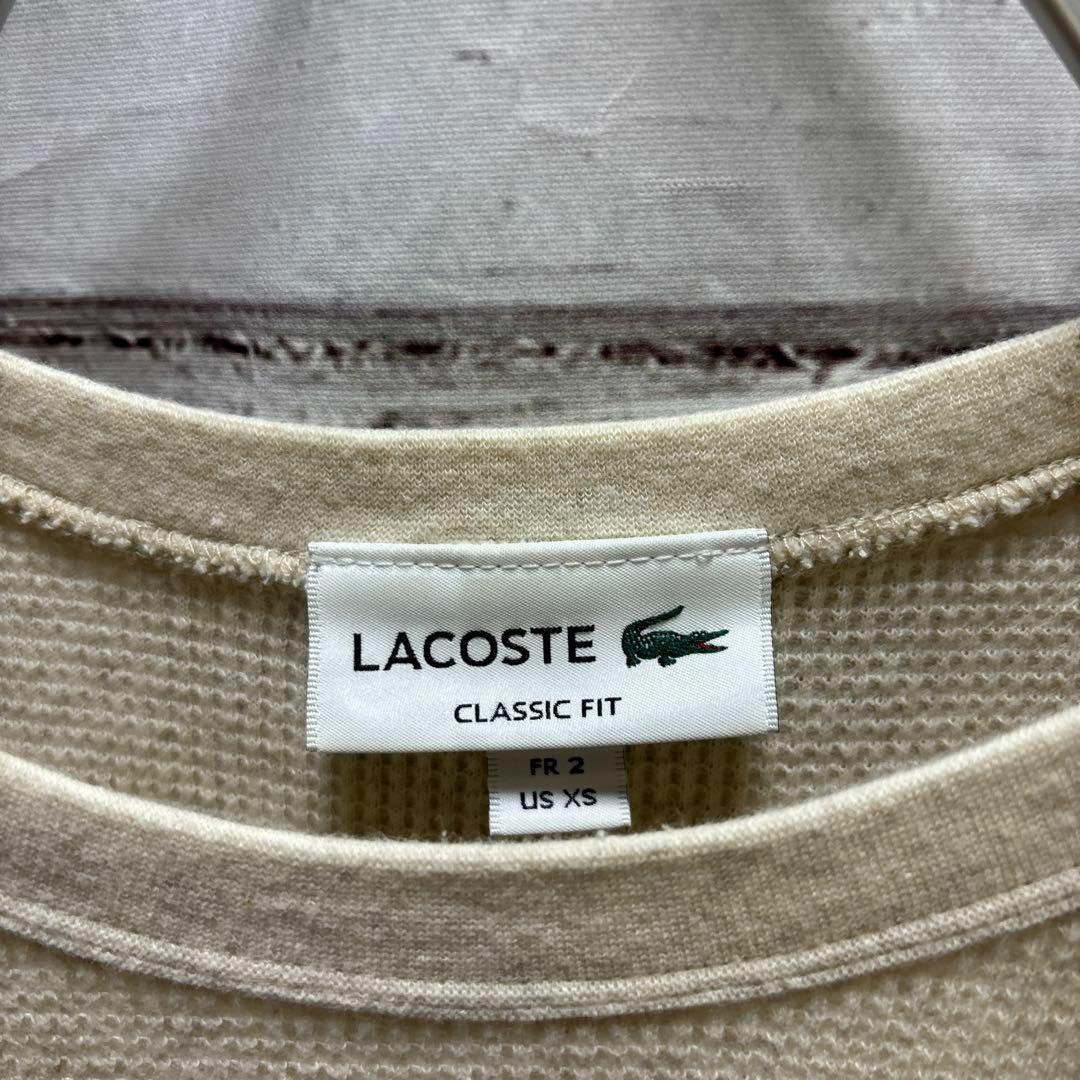 LACOSTE
CLASSIC FIT
FR 2
US XS